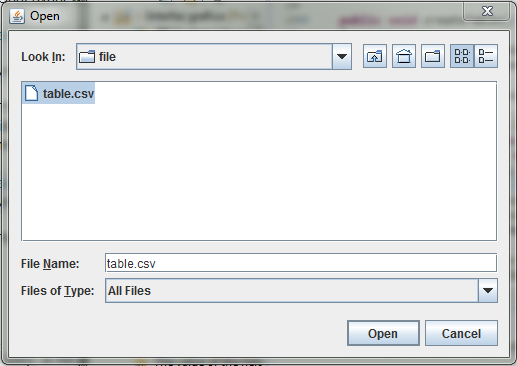 Open
Look In: file
table.csv
File Name: table.csv
Files of Type: All Files
Open Cancel